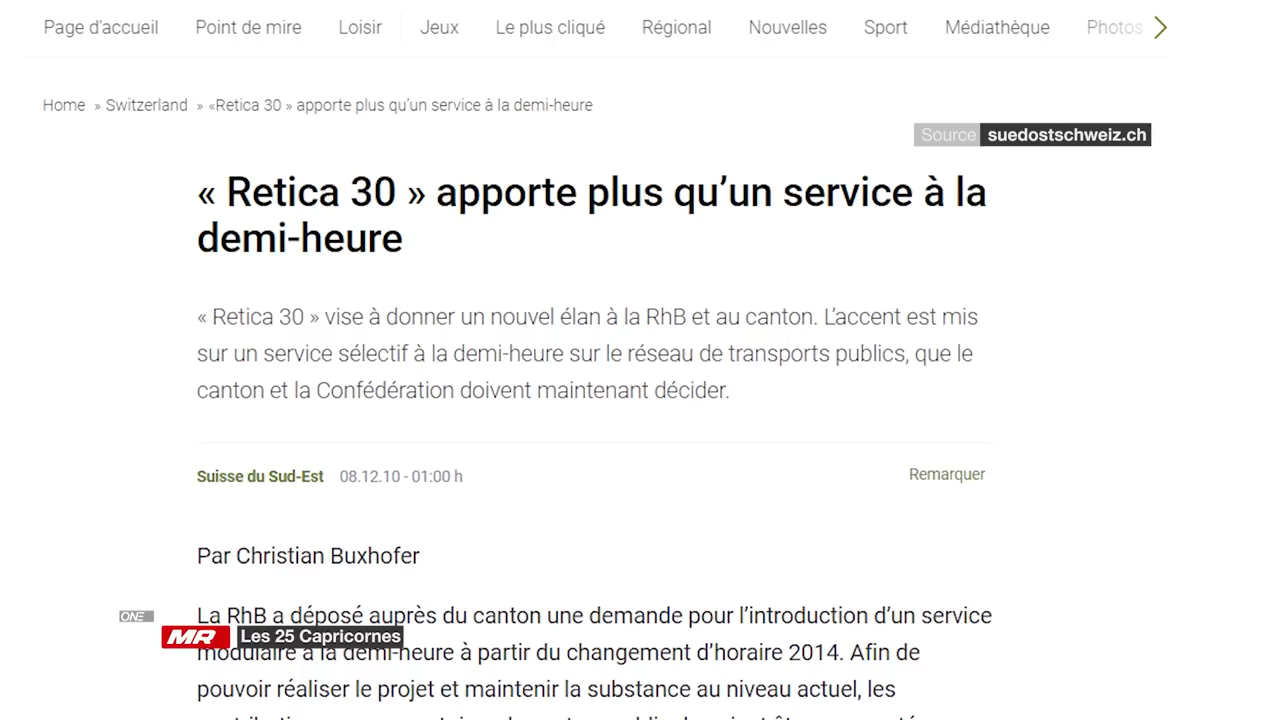 Page d’accueil Point de mire Loisir Jeux Le plus cliqué Régional Nouvelles Sport Médiathèque Photos
Home » Switzerland » «Retica 30 » apporte plus qu’un service à la demi-heure
Source suedostschweiz.ch
« Retica 30 » apporte plus qu’un service à la
demi-heure
« Retica 30 » vise à donner un nouvel élan à la RhB et au canton. L’accent est mis
sur un service sélectif à la demi-heure sur le réseau de transports publics, que le
canton et la Confédération doivent maintenant décider.
Suisse du Sud-Est 08.12.10 - 01:00 h
Remarquer
Par Christian Buxhofer
La RhB a déposé auprès du canton une demande pour l’introduction d’un service
ONE
MR Les 25 Capricornes
modulaire à la demi-heure à partir du changement d’horaire 2014. Afin de
pouvoir réaliser le projet et maintenir la substance au niveau actuel, les